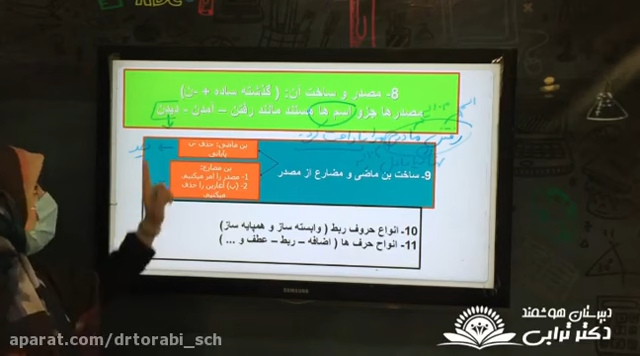 8- مصدر و ساخت آن: ( گذشته ساده + -ن)
مصدرها جزو اسم ها هستند مانند رفتن – آمدن - دیدن
بن ماضی: حذف ن
پایانی
بن مضارع:
1- مصدر را امر میکنیم.
2- (ب) آغازین را حذف
میکنیم.
9- ساخت بن ماضی و مضارع از مصدر
10- انواع حروف ربط ( وابسته ساز و همپایه ساز)
11- انواح حرف ها ( اضافه – ربط – عطف و ... )
SAMSUNG
دبیرستان هوشمند
دکتر ترابی
aparat.com/drtorabi_sch